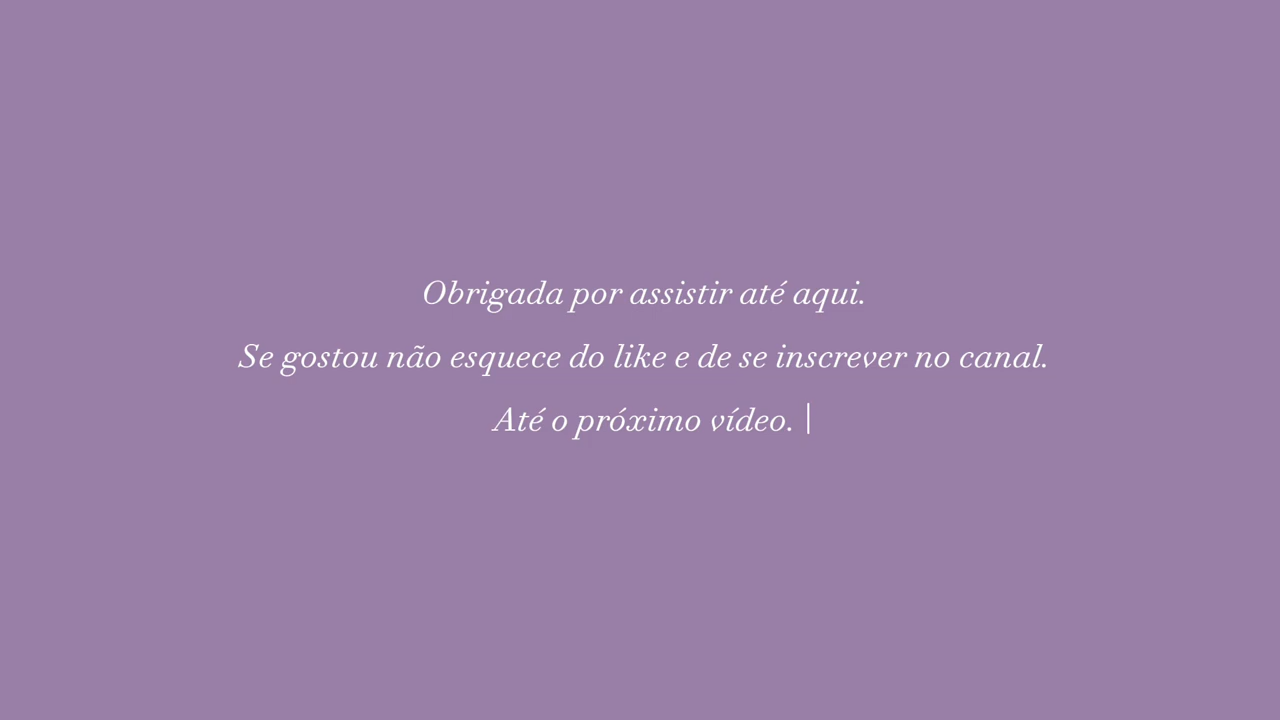 Obrigada por assistir até aqui.
Se gostou não esquece do like e de se inscrever no canal.
Até o próximo vídeo. |